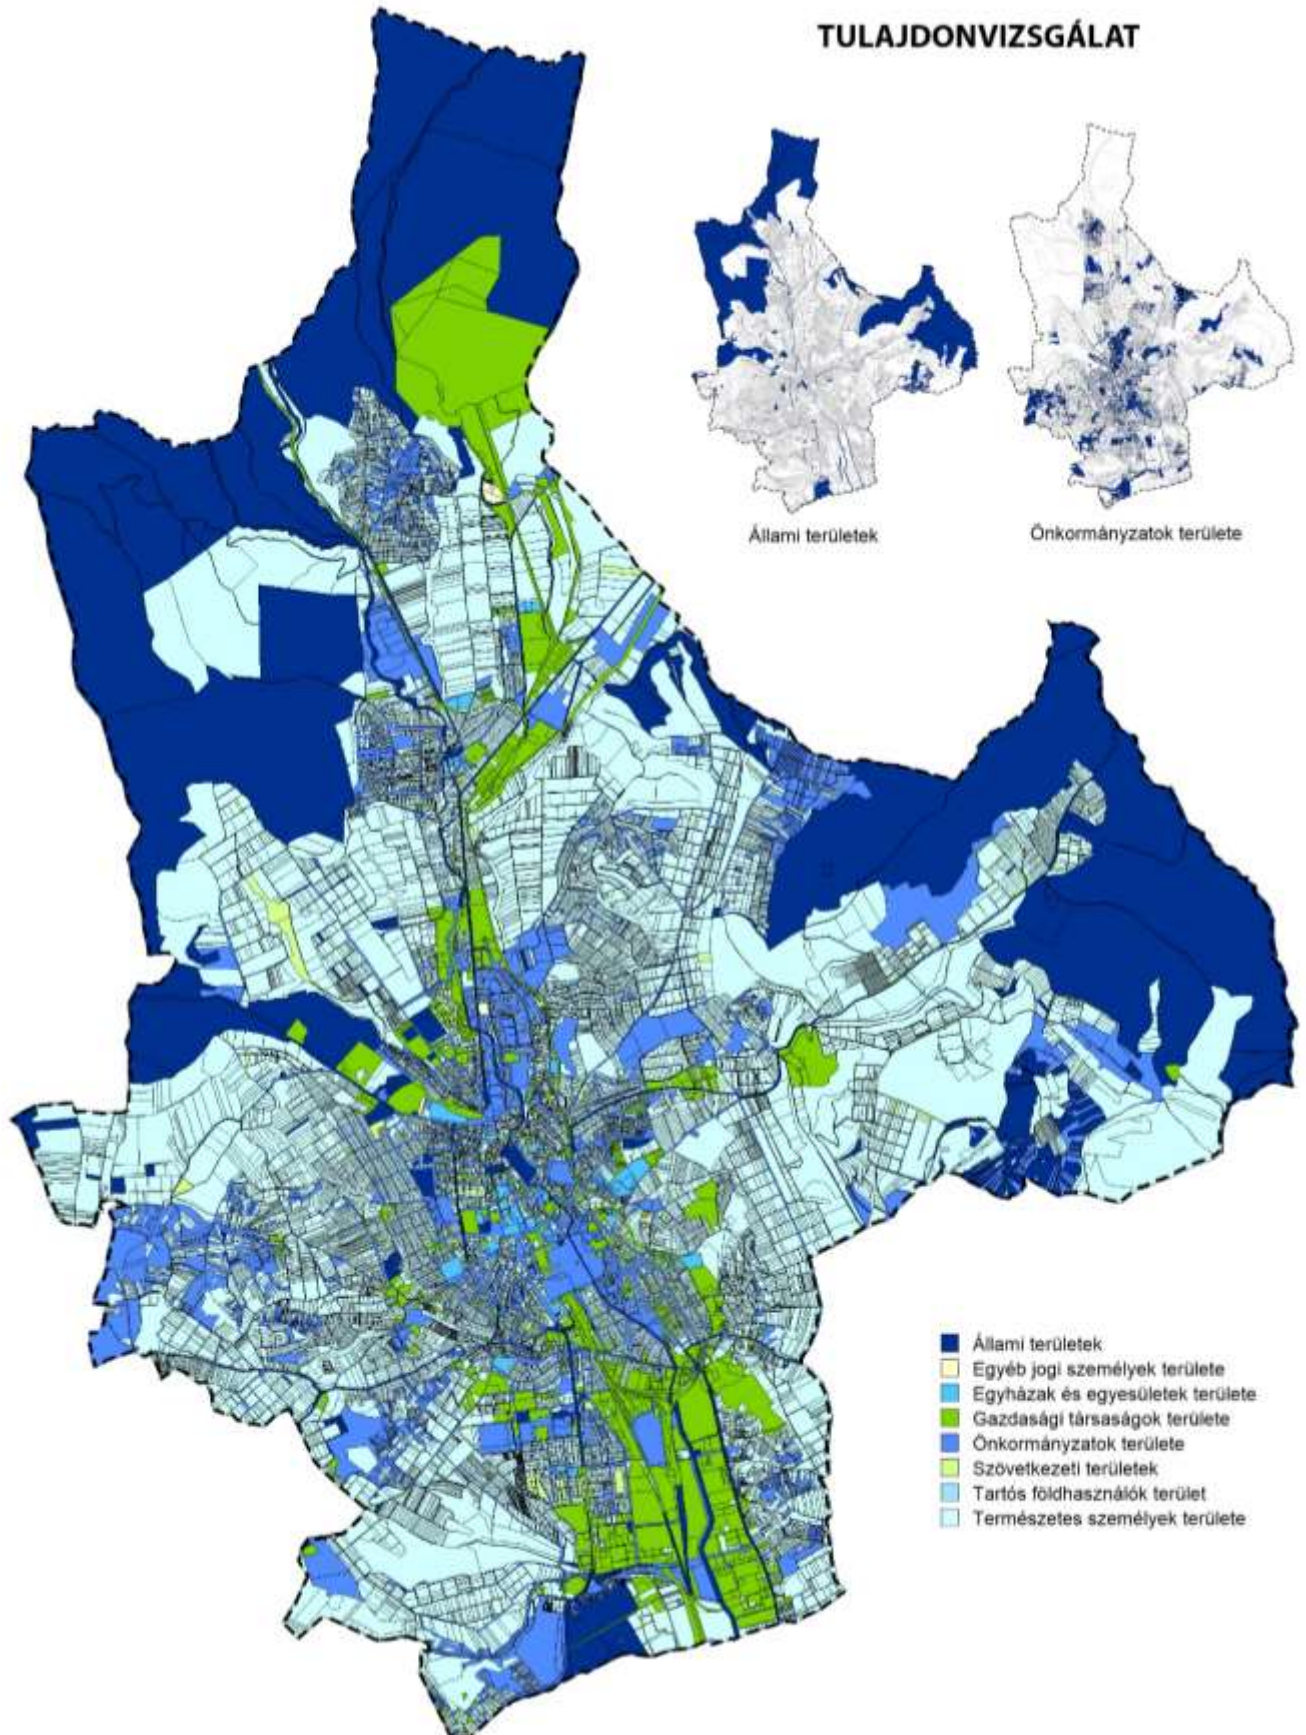 TULAJDONVIZSGÁLAT
Állami területek
Önkormányzatok területe
Állami területek
Egyéb jogi személyek területe
Egyházak és egyesületek területe
Gazdasági társaságok területe
Önkormányzatok területe
Szövetkezeti területek
Tartós földhasználók terület
Természetes személyek területe